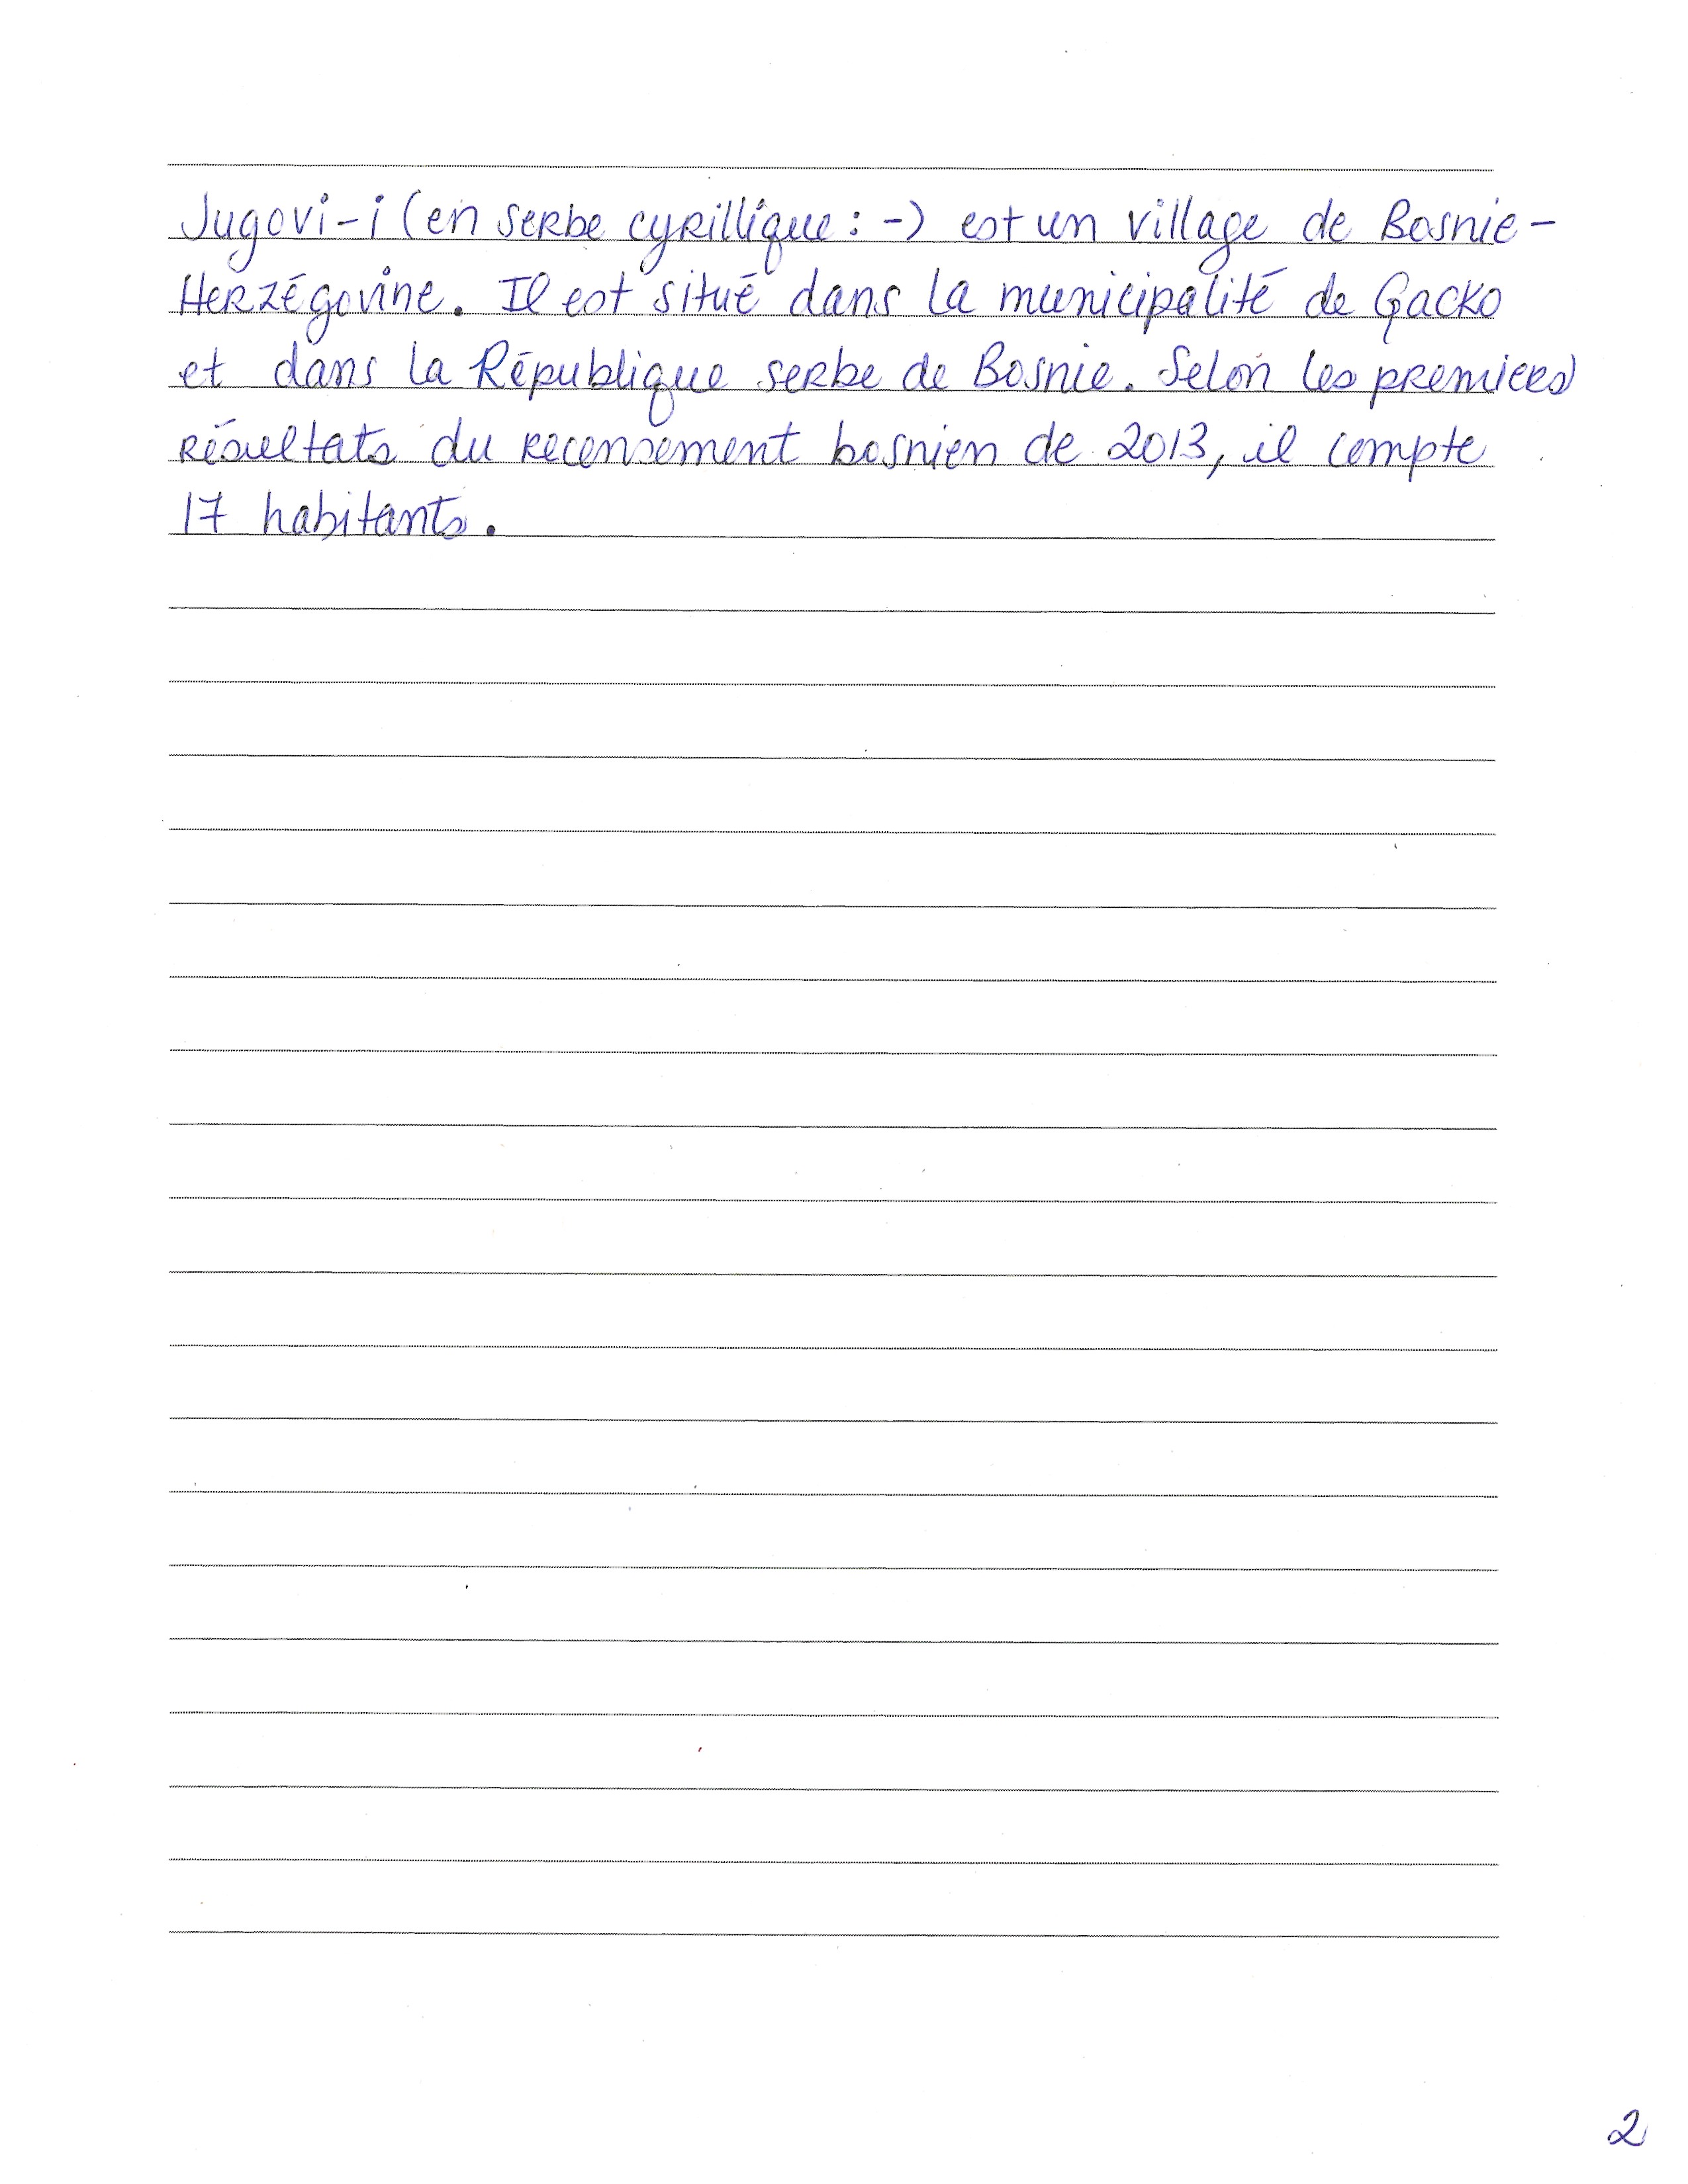 Jugovi-i (en serbe cyrillique : -) est un village de Bosnie-
Herzégovine. Il est situé dans la municipalité de Gacko
et dans la République serbe de Bosnie. Selon les premiers
résultats du recensement bosnien de 2013, il compte
17 habitants.
2